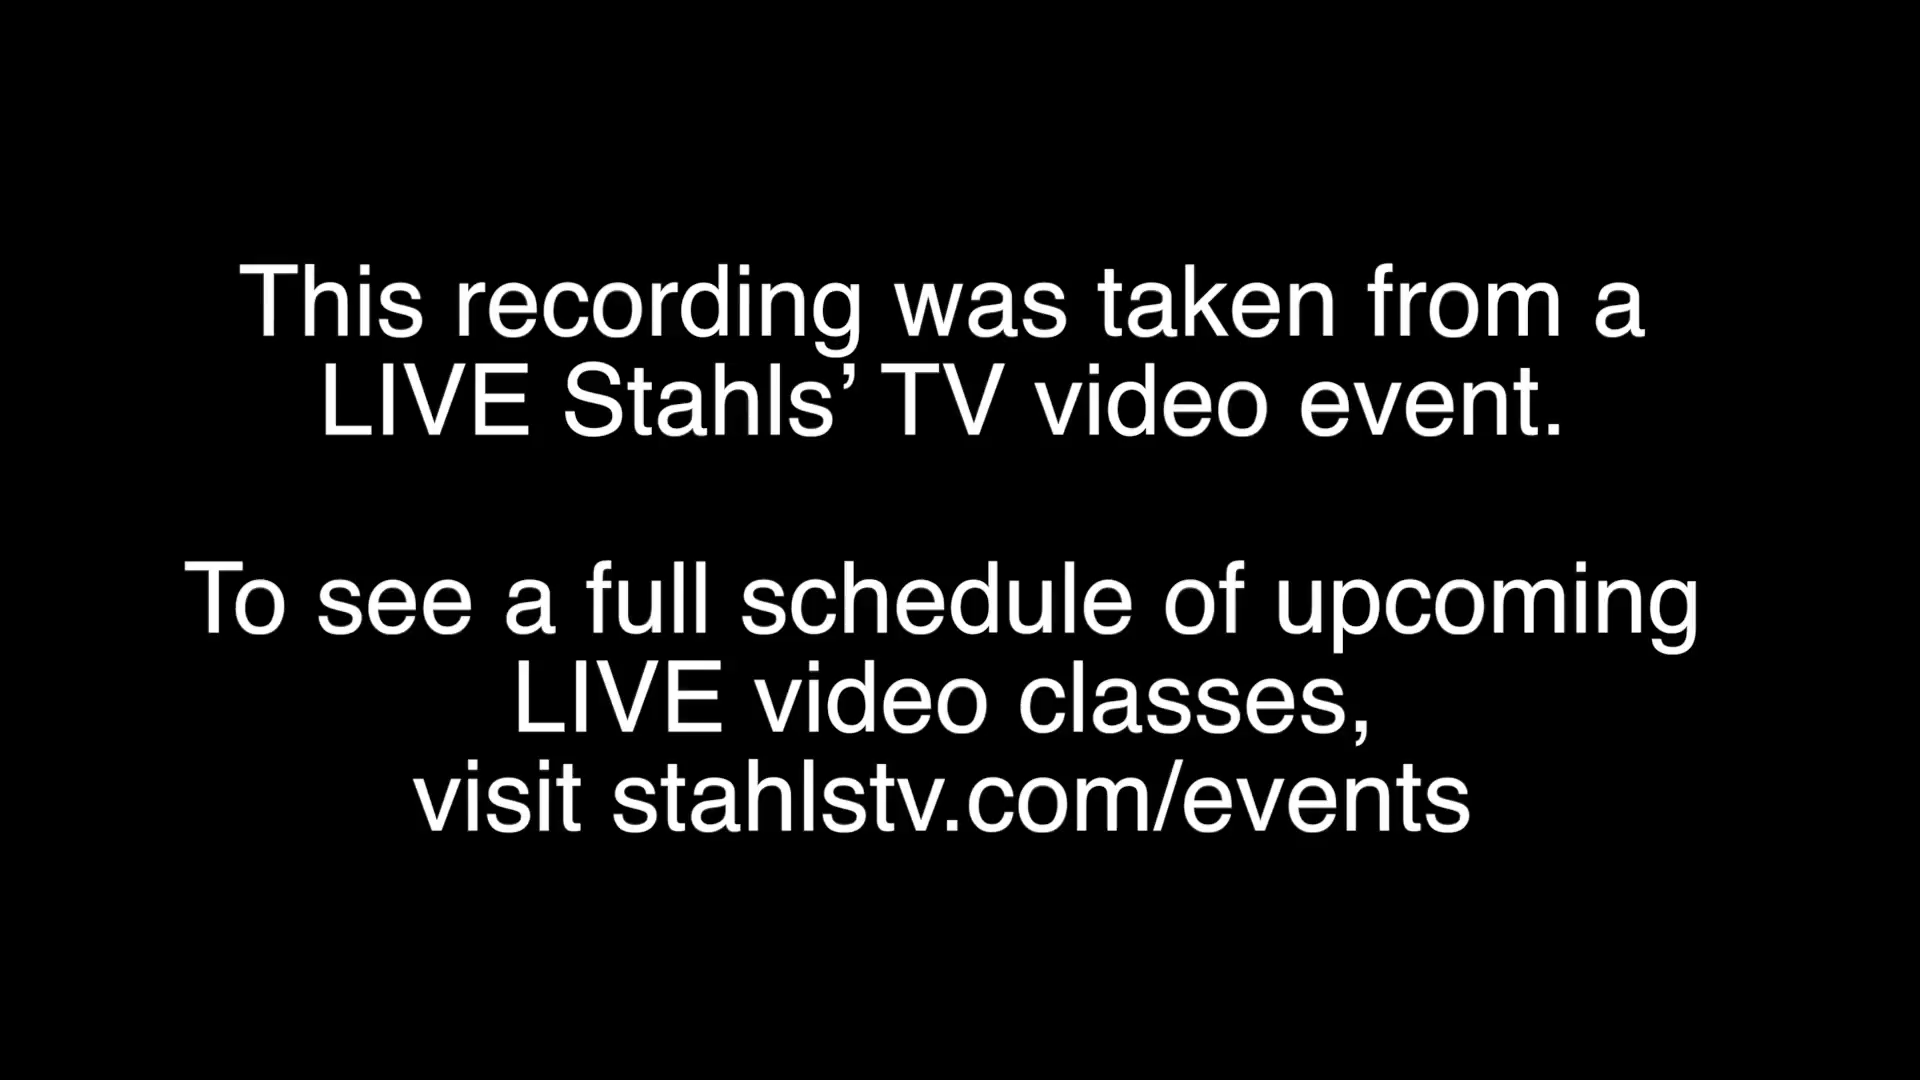 This recording was taken from a
LIVE Stahls’ TV video event.
To see a full schedule of upcoming
LIVE video classes,
visit stahlstv.com/events